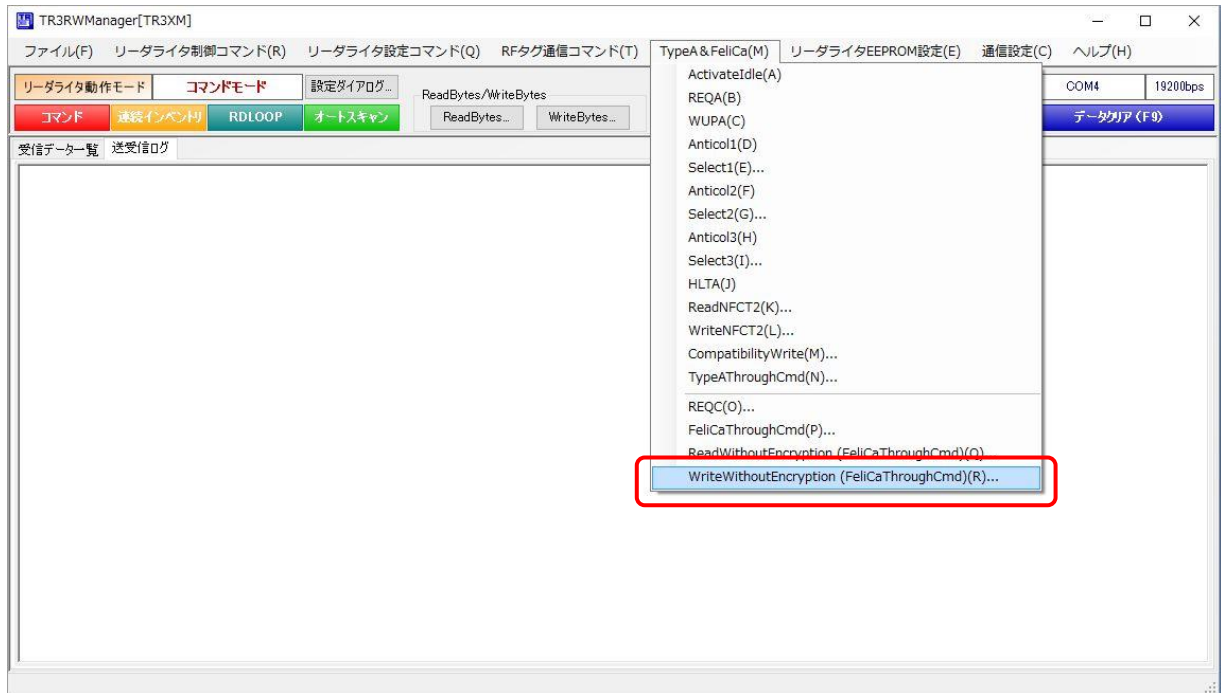 TR3RWManager[TR3XM]
ファイル(F) リーダライタ制御コマンド(R) リーダライタ設定コマンド(Q) RFタグ通信コマンド(T) TypeA&FeliCa(M) リーダライタEEPROM設定(E) 通信設定(C) ヘルプ(H)
リーダライタ動作モード コマンドモード 設定ダイアログ... ReadBytes/WriteBytes COM4 19200bps
コマンド 連続インベントリ RDLOOP オートスキャン ReadBytes... WriteBytes... データクリア (F9)
受信データ一覧 送受信ログ
ActivateIdle(A)
REQA(B)
WUPA(C)
Anticol1(D)
Select1(E)...
Anticol2(F)
Select2(G)...
Anticol3(H)
Select3(I)...
HLTA(J)
ReadNFCT2(K)...
WriteNFCT2(L)...
CompatibilityWrite(M)...
TypeAThroughCmd(N)...
REQC(O)...
FeliCaThroughCmd(P)...
ReadWithoutEncryption (FeliCaThroughCmd)(Q)...
WriteWithoutEncryption (FeliCaThroughCmd)(R)...